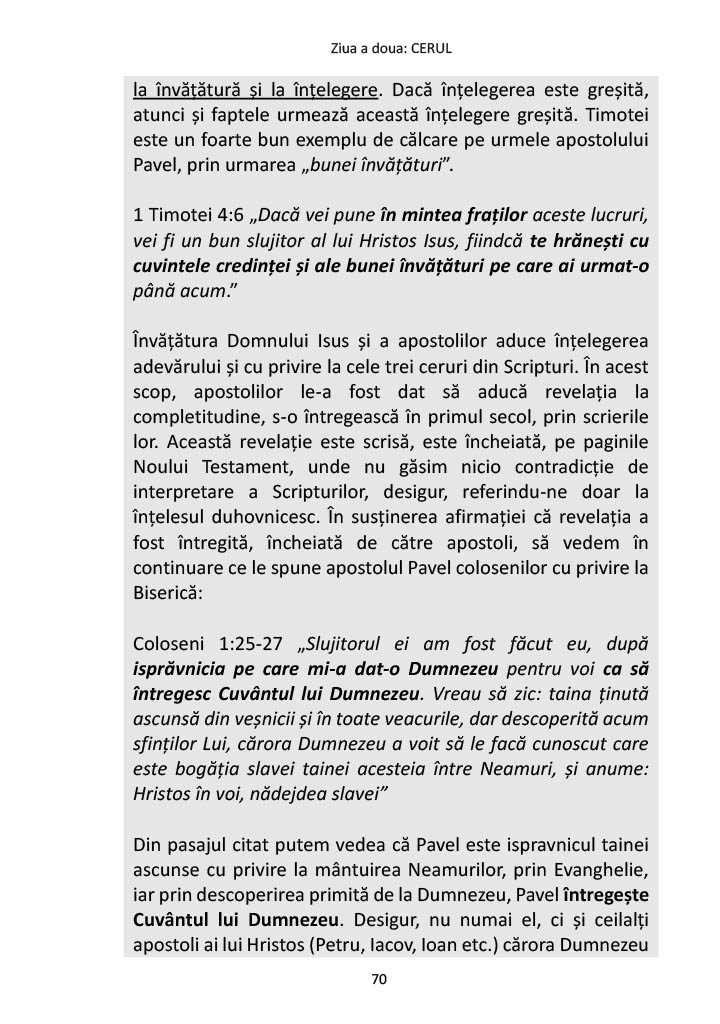 Ziua a doua: CERUL
la învățătură și la înțelegere. Dacă înțelegerea este greșită,
atunci și faptele urmează această înțelegere greșită. Timotei
este un foarte bun exemplu de călcare pe urmele apostolului
Pavel, prin urmarea „bunei învățături”.
1 Timotei 4:6 „Dacă vei pune în mintea fraților aceste lucruri,
vei fi un bun slujitor al lui Hristos Isus, fiindcă te hrănești cu
cuvintele credinței și ale bunei învățături pe care ai urmat-o
până acum.”
Învățătura Domnului Isus și a apostolilor aduce înțelegerea
adevărului și cu privire la cele trei ceruri din Scripturi. În acest
scop, apostolilor le-a fost dat să aducă revelația la
completitudine, s-o întregească în primul secol, prin scrierile
lor. Această revelație este scrisă, este încheiată, pe paginile
Noului Testament, unde nu găsim nicio contradicție de
interpretare a Scripturilor, desigur, referindu-ne doar la
înțelesul duhovnicesc. În susținerea afirmației că revelația a
fost întregită, încheiată de către apostoli, să vedem în
continuare ce le spune apostolul Pavel colosenilor cu privire la
Biserică:
Coloseni 1:25-27 „Slujitorul ei am fost făcut eu, după
isprăvnicia pe care mi-a dat-o Dumnezeu pentru voi ca să
întregesc Cuvântul lui Dumnezeu. Vreau să zic: taina ținută
ascunsă din veșnicii și în toate veacurile, dar descoperită acum
sfinților Lui, cărora Dumnezeu a voit să le facă cunoscut care
este bogăția slavei tainei acesteia între Neamuri, și anume:
Hristos în voi, nădejdea slavei”
Din pasajul citat putem vedea că Pavel este ispravnicul tainei
ascunse cu privire la mântuirea Neamurilor, prin Evanghelie,
iar prin descoperirea primită de la Dumnezeu, Pavel întregește
Cuvântul lui Dumnezeu. Desigur, nu numai el, ci și ceilalți
apostoli ai lui Hristos (Petru, Iacov, Ioan etc.) cărora Dumnezeu
70